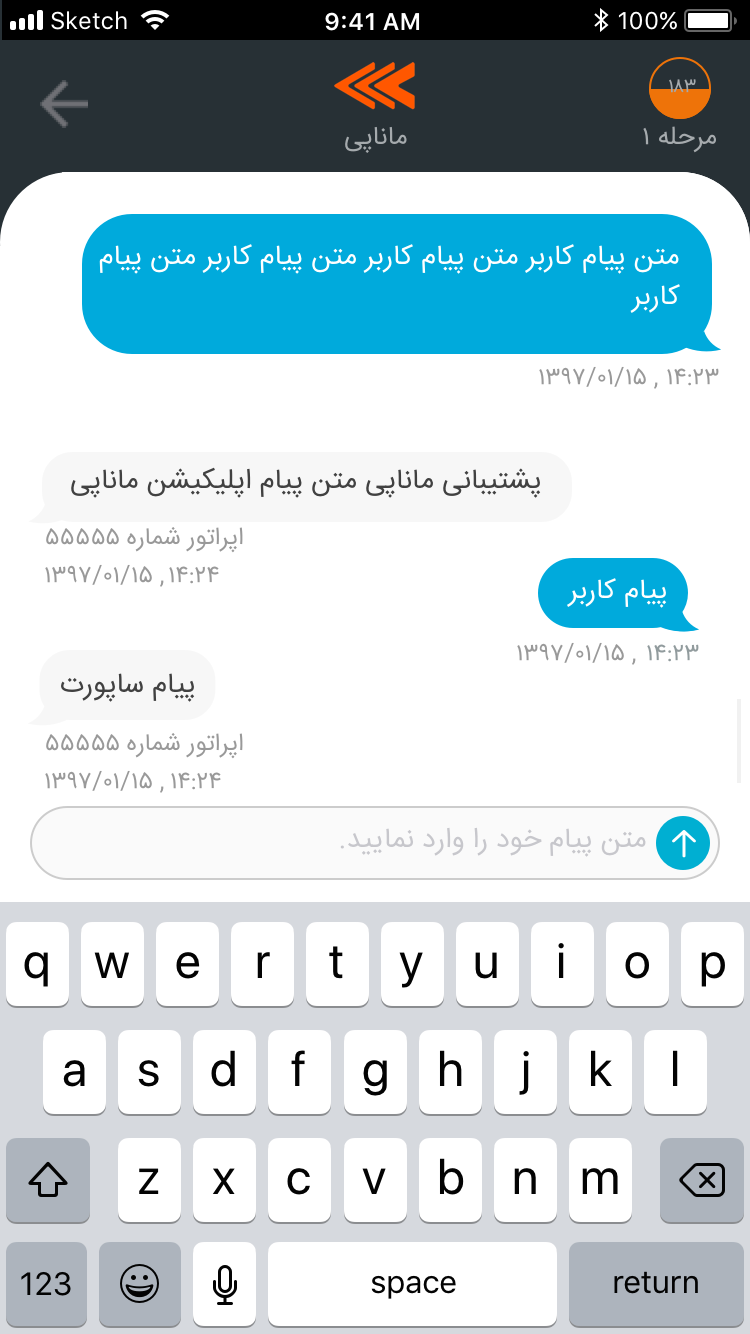 Sketch 9:41 AM 100%
۱۸۳
ماناپی
مرحله ۱
متن پیام کاربر متن پیام کاربر متن پیام کاربر متن پیام
کاربر
۱۳۹۷/۰۱/۱۵ , ۱۴:۲۳
پشتیبانی ماناپی متن پیام اپلیکیشن ماناپی
اپراتور شماره ۵۵۵۵۵
۱۳۹۷/۰۱/۱۵ , ۱۴:۲۴
پیام کاربر
۱۳۹۷/۰۱/۱۵ , ۱۴:۲۳
پیام ساپورت
اپراتور شماره ۵۵۵۵۵
۱۳۹۷/۰۱/۱۵ , ۱۴:۲۴
متن پیام خود را وارد نمایید.
q w e r t y u i o p
a s d f g h j k l
z x c v b n m
123 space return